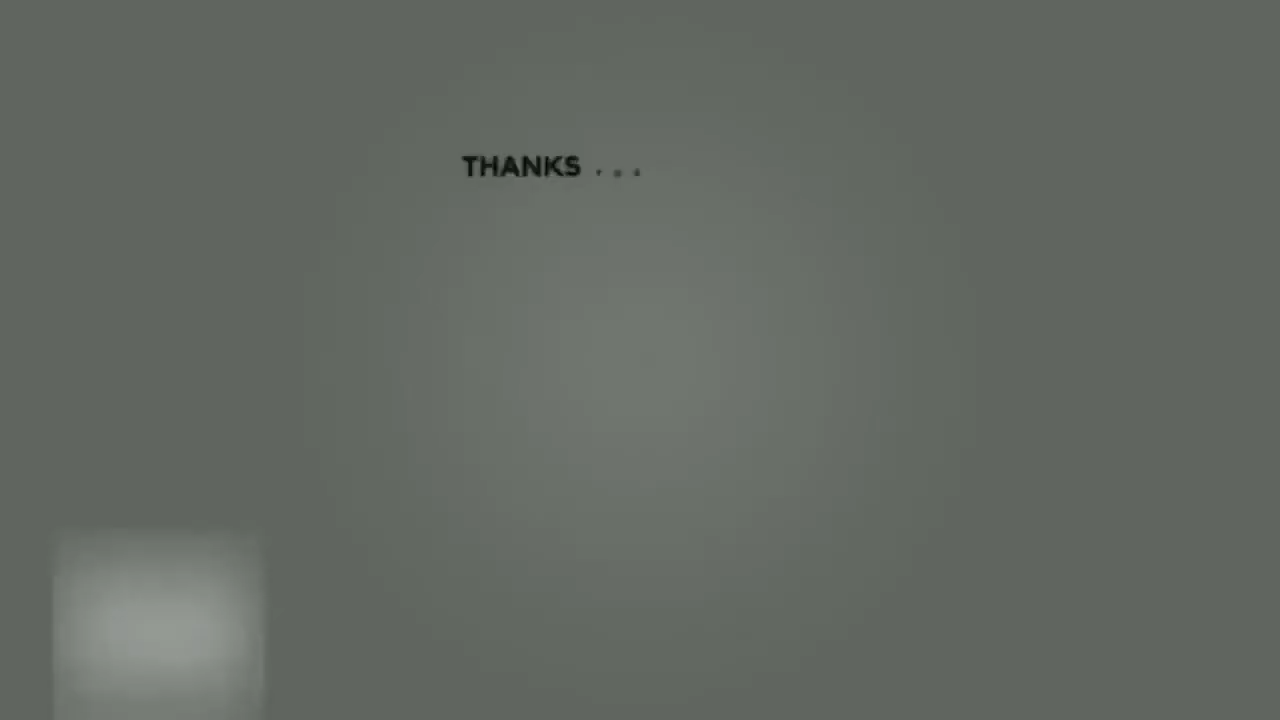 THANKS . . .